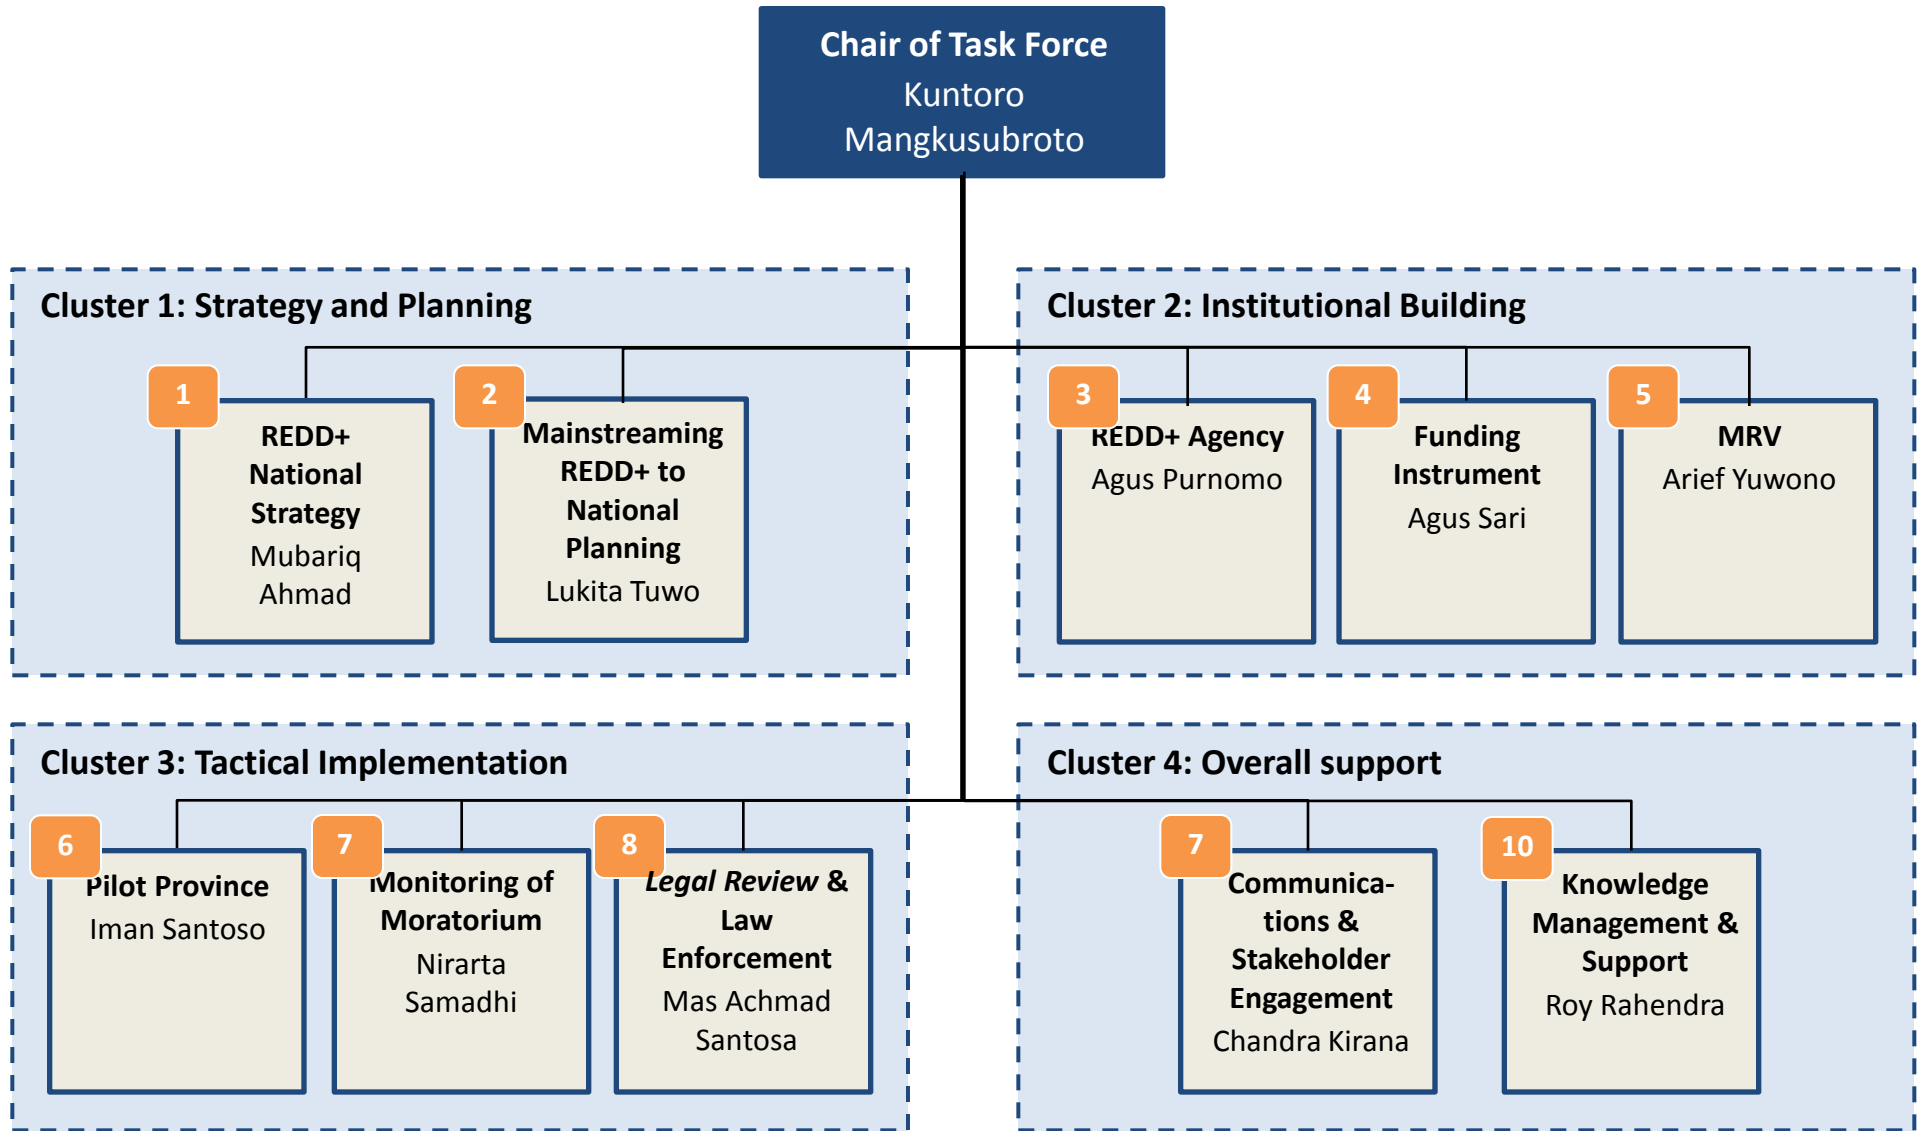 Chair of Task Force
Kuntoro
Mangkusubroto
Cluster 1: Strategy and Planning
1
REDD+
National
Strategy
Mubariq
Ahmad
2
Mainstreaming
REDD+ to
National
Planning
Lukita Tuwo
Cluster 2: Institutional Building
3
REDD+ Agency
Agus Purnomo
4
Funding
Instrument
Agus Sari
5
MRV
Arief Yuwono
Cluster 3: Tactical Implementation
6
Pilot Province
Iman Santoso
7
Monitoring of
Moratorium
Nirarta
Samadhi
8
Legal Review &
Law
Enforcement
Mas Achmad
Santosa
Cluster 4: Overall support
7
Communica-
tions &
Stakeholder
Engagement
Chandra Kirana
10
Knowledge
Management &
Support
Roy Rahendra